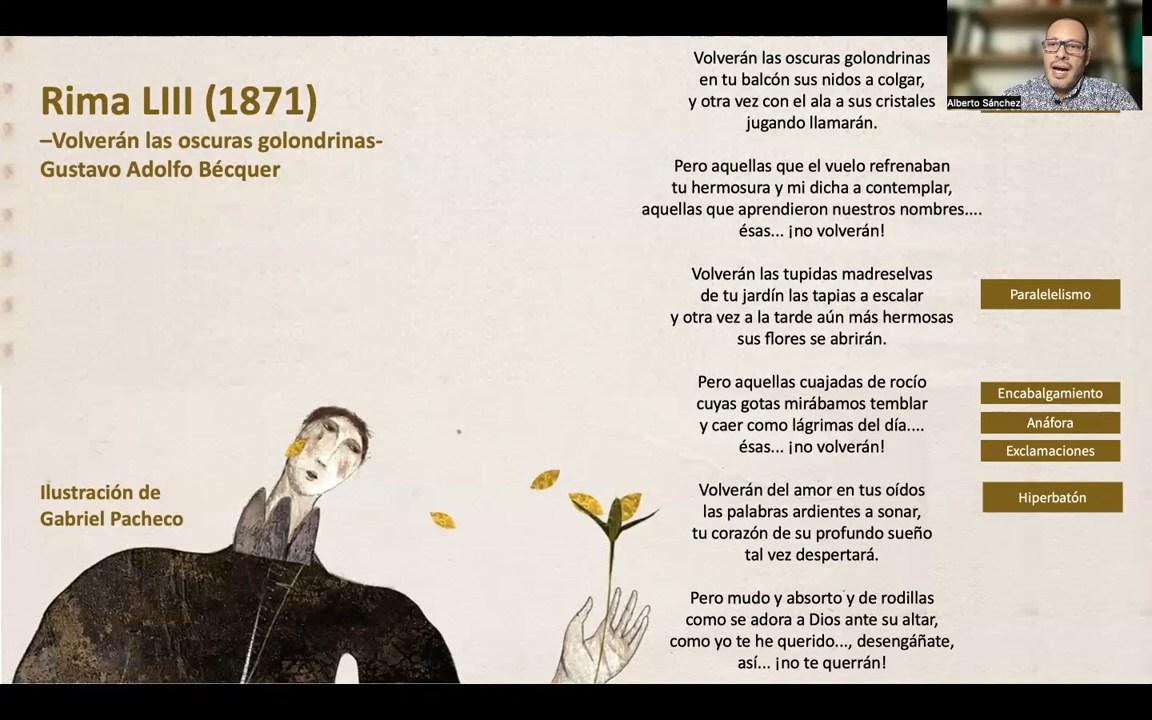 Rima LIII (1871)
–Volverán las oscuras golondrinas-
Gustavo Adolfo Bécquer
Ilustración de
Gabriel Pacheco
Volverán las oscuras golondrinas
en tu balcón sus nidos a colgar,
y otra vez con el ala a sus cristales
jugando llamarán.
Pero aquellas que el vuelo refrenaban
tu hermosura y mi dicha a contemplar,
aquellas que aprendieron nuestros nombres....
ésas... ¡no volverán!
Volverán las tupidas madreselvas
de tu jardín las tapias a escalar
y otra vez a la tarde aún más hermosas
sus flores se abrirán.
Pero aquellas cuajadas de rocío
cuyas gotas mirábamos temblar
y caer como lágrimas del día....
ésas... ¡no volverán!
Volverán del amor en tus oídos
las palabras ardientes a sonar,
tu corazón de su profundo sueño
tal vez despertará.
Pero mudo y absorto y de rodillas
como se adora a Dios ante su altar,
como yo te he querido..., desengáñate,
así... ¡no te querrán!
Alberto Sánchez
Paralelelismo
Encabalgamiento
Anáfora
Exclamaciones
Hiperbatón